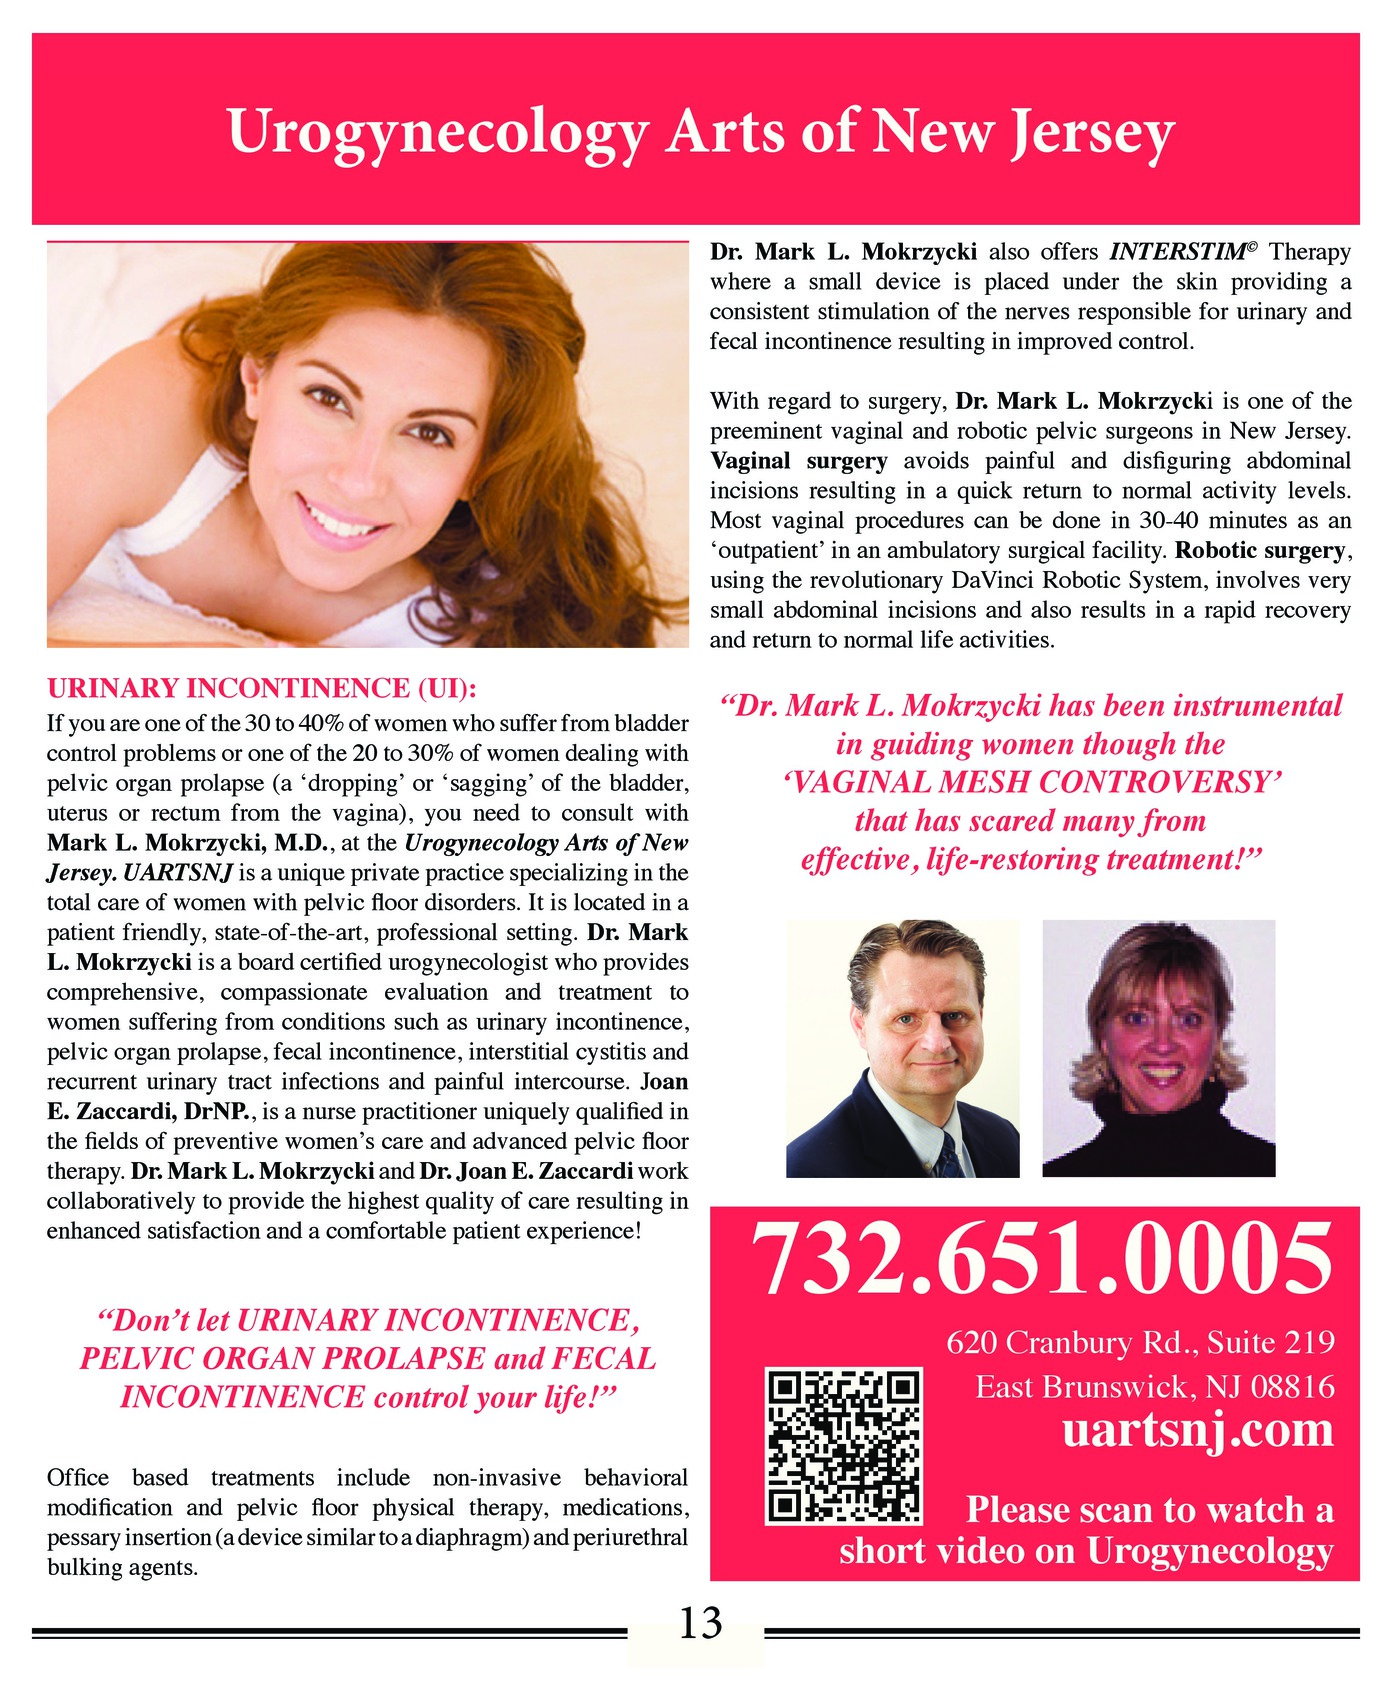 Urogynecology Arts of New Jersey
URINARY INCONTINENCE (UI):
If you are one of the 30 to 40% of women who suffer from bladder
control problems or one of the 20 to 30% of women dealing with
pelvic organ prolapse (a ‘dropping’ or ‘sagging’ of the bladder,
uterus or rectum from the vagina), you need to consult with
Mark L. Mokrzycki, M.D., at the Urogynecology Arts of New
Jersey. UARTSNJ is a unique private practice specializing in the
total care of women with pelvic floor disorders. It is located in a
patient friendly, state-of-the-art, professional setting. Dr. Mark
L. Mokrzycki is a board certified urogynecologist who provides
comprehensive, compassionate evaluation and treatment to
women suffering from conditions such as urinary incontinence,
pelvic organ prolapse, fecal incontinence, interstitial cystitis and
recurrent urinary tract infections and painful intercourse. Joan
E. Zaccardi, DrNP., is a nurse practitioner uniquely qualified in
the fields of preventive women’s care and advanced pelvic floor
therapy. Dr. Mark L. Mokrzycki and Dr. Joan E. Zaccardi work
collaboratively to provide the highest quality of care resulting in
enhanced satisfaction and a comfortable patient experience!
“Don’t let URINARY INCONTINENCE,
PELVIC ORGAN PROLAPSE and FECAL
INCONTINENCE control your life!”
Office based treatments include non-invasive behavioral
modification and pelvic floor physical therapy, medications,
pessary insertion (a device similar to a diaphragm) and periurethral
bulking agents.
Dr. Mark L. Mokrzycki also offers INTERSTIM© Therapy
where a small device is placed under the skin providing a
consistent stimulation of the nerves responsible for urinary and
fecal incontinence resulting in improved control.
With regard to surgery, Dr. Mark L. Mokrzycki is one of the
preeminent vaginal and robotic pelvic surgeons in New Jersey.
Vaginal surgery avoids painful and disfiguring abdominal
incisions resulting in a quick return to normal activity levels.
Most vaginal procedures can be done in 30-40 minutes as an
‘outpatient’ in an ambulatory surgical facility. Robotic surgery,
using the revolutionary DaVinci Robotic System, involves very
small abdominal incisions and also results in a rapid recovery
and return to normal life activities.
“Dr. Mark L. Mokrzycki has been instrumental
in guiding women though the
‘VAGINAL MESH CONTROVERSY’
that has scared many from
effective, life-restoring treatment!”
732.651.0005
620 Cranbury Rd., Suite 219
East Brunswick, NJ 08816
uartsnj.com
Please scan to watch a
short video on Urogynecology
13